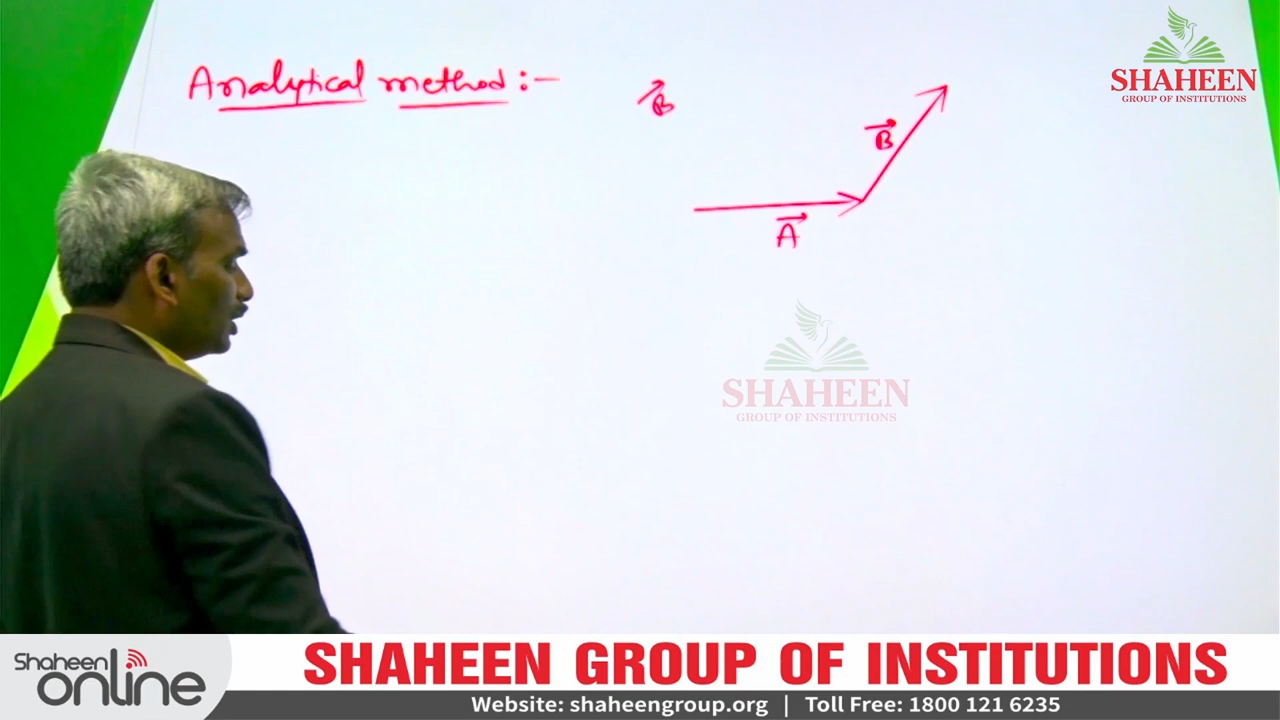 Analytical method :-
B
B
A
SHAHEEN
GROUP OF INSTITUTIONS
SHAHEEN
GROUP OF INSTITUTIONS
Shaheen
online
SHAHEEN GROUP OF INSTITUTIONS
Website: shaheengroup.org | Toll Free: 1800 121 6235